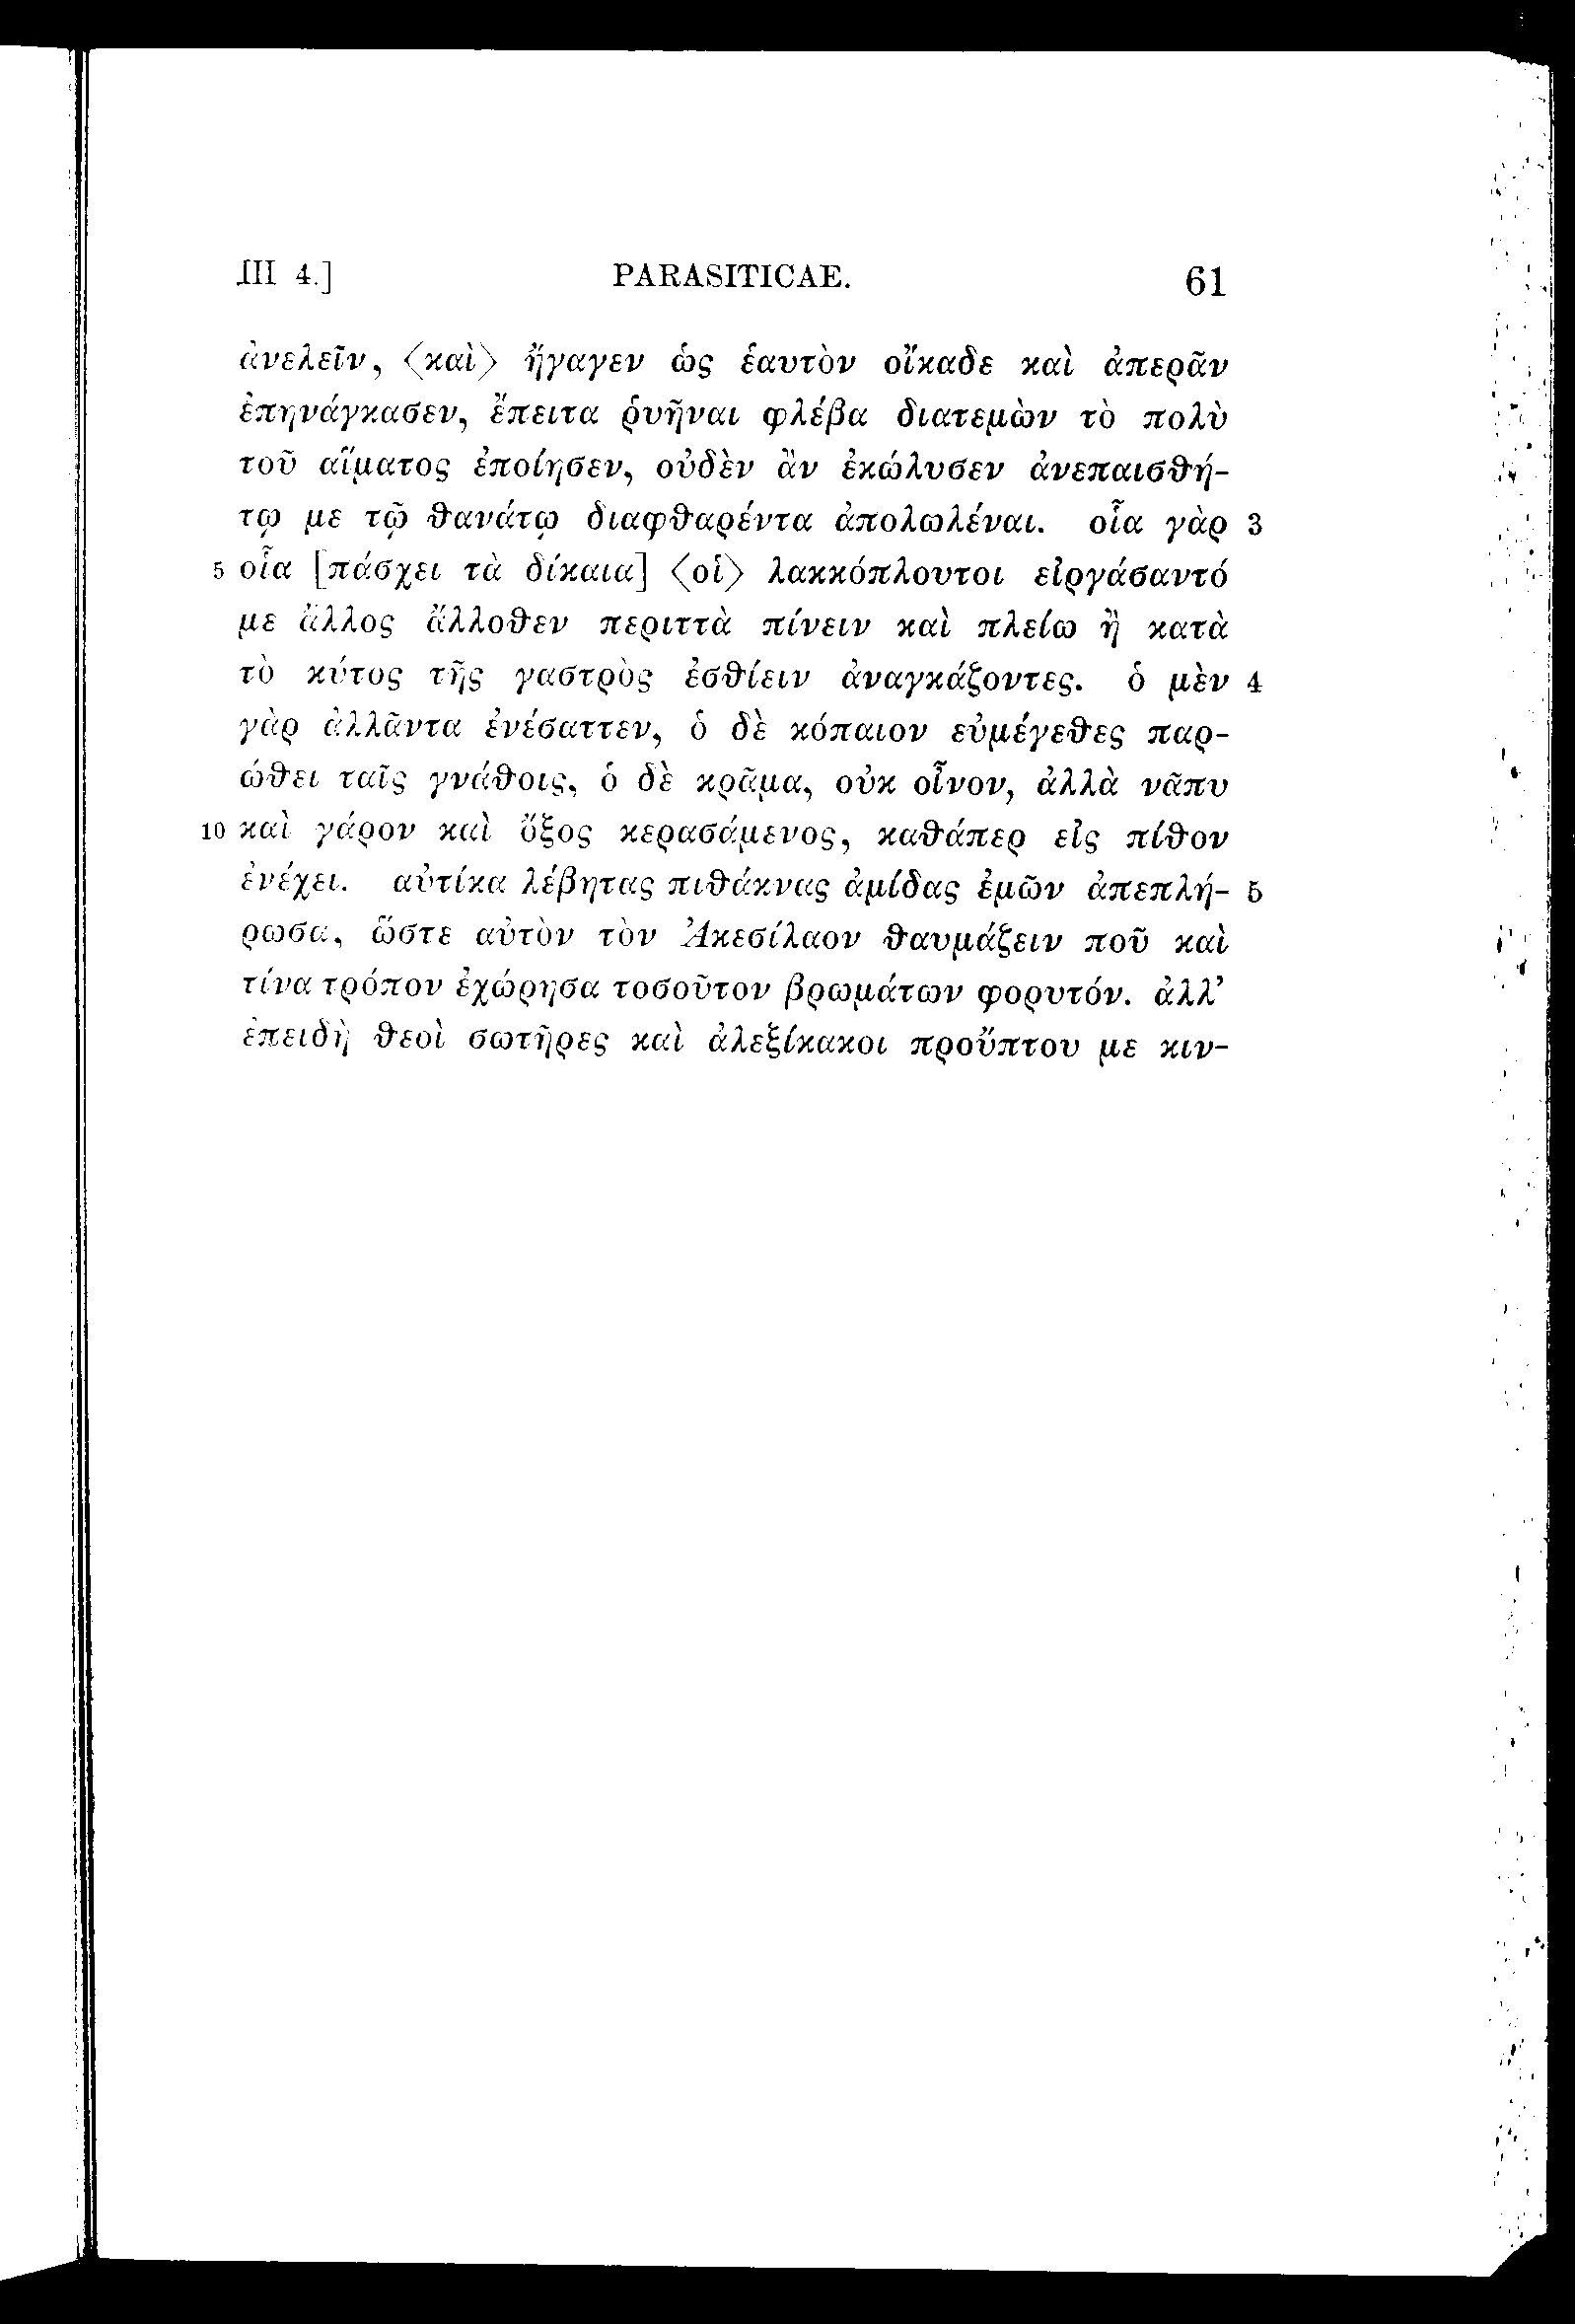 III 4.] PARASITICAE. 61
ἀνελεῖν, 〈καὶ〉 ἤγαγεν ὡς ἑαυτὸν οἴκαδε καὶ ἀπερᾶν
ἐπηνάγκασεν, ἔπειτα ῥυῆναι φλέβα διατεμὼν τὸ πολὺ
τοῦ αἵματος ἐποίησεν, οὐδὲν ἂν ἐκώλυσεν ἀνεπαισθή-
τῳ με τῷ θανάτῳ διαφθαρέντα ἀπολωλέναι. οἷα γὰρ 3
5 οἷα [πάσχει τὰ δίκαια] 〈οἱ〉 λακκόπλουτοι εἰργάσαντό
με ἄλλος ἄλλοθεν περιττὰ πίνειν καὶ πλείω ἢ κατὰ
τὸ κύτος τῆς γαστρὸς ἐσθίειν ἀναγκάζοντες. ὁ μὲν 4
γὰρ ἀλλᾶντα ἐνέσαττεν, ὁ δὲ κόπαιον εὐμέγεθες παρ-
ώθει ταῖς γνάθοις, ὁ δὲ κρᾶμα, οὐκ οἶνον, ἀλλὰ νᾶπυ
10 καὶ γάρον καὶ ὄξος κερασάμενος, καθάπερ εἰς πίθον
ἐνέχει. αὐτίκα λέβητας πιθάκνας ἀμίδας ἐμῶν ἀπεπλή- 5
ρωσα, ὥστε αὐτὸν τὸν Ἀκεσίλαον θαυμάζειν ποῦ καὶ
τίνα τρόπον ἐχώρησα τοσοῦτον βρωμάτων φορυτόν. ἀλλ’
ἐπειδὴ θεοὶ σωτῆρες καὶ ἀλεξίκακοι προὔπτου με κιν-